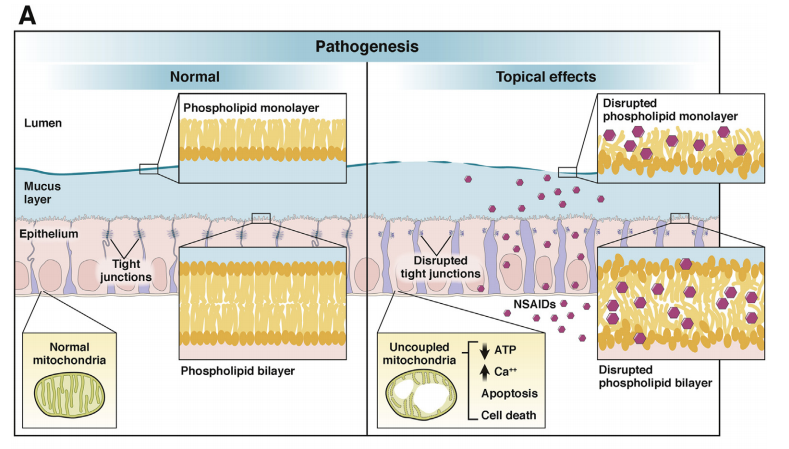 A
Pathogenesis
Normal
Topical effects
Lumen
Phospholipid monolayer
Disrupted
phospholipid monolayer
Mucus
layer
Epithelium
Tight
junctions
Disrupted
tight junctions
NSAIDs
Normal
mitochondria
Phospholipid bilayer
Uncoupled
mitochondria
ATP
Ca++
Apoptosis
Cell death
Disrupted
phospholipid bilayer